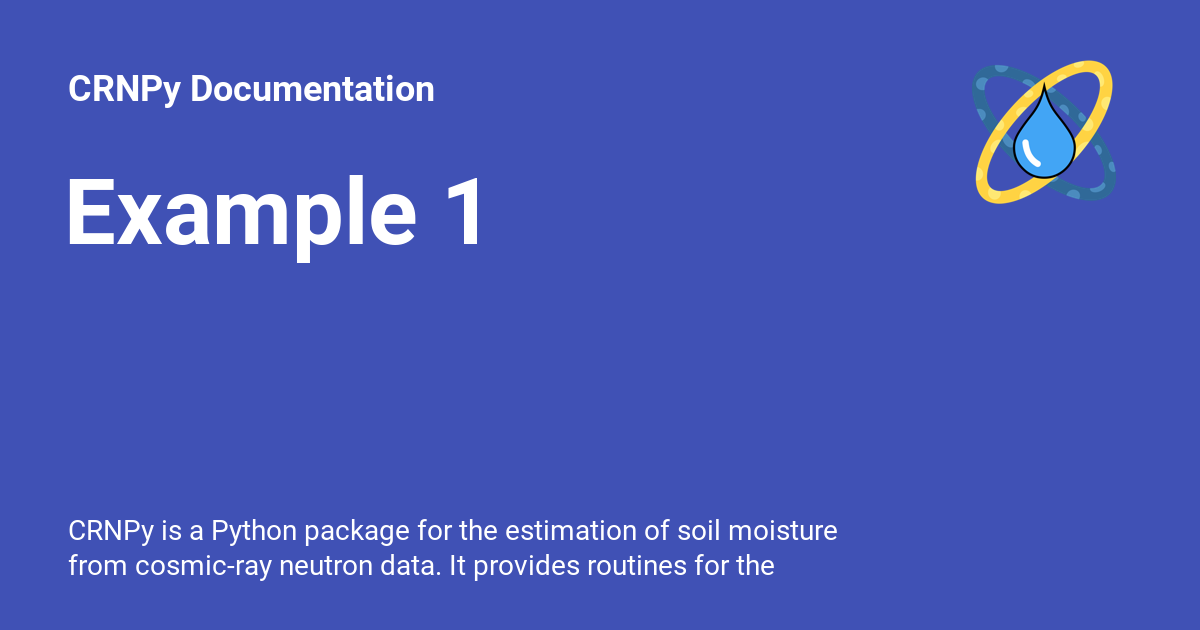 CRNPy Documentation
Example 1
CRNPy is a Python package for the estimation of soil moisture
from cosmic-ray neutron data. It provides routines for the